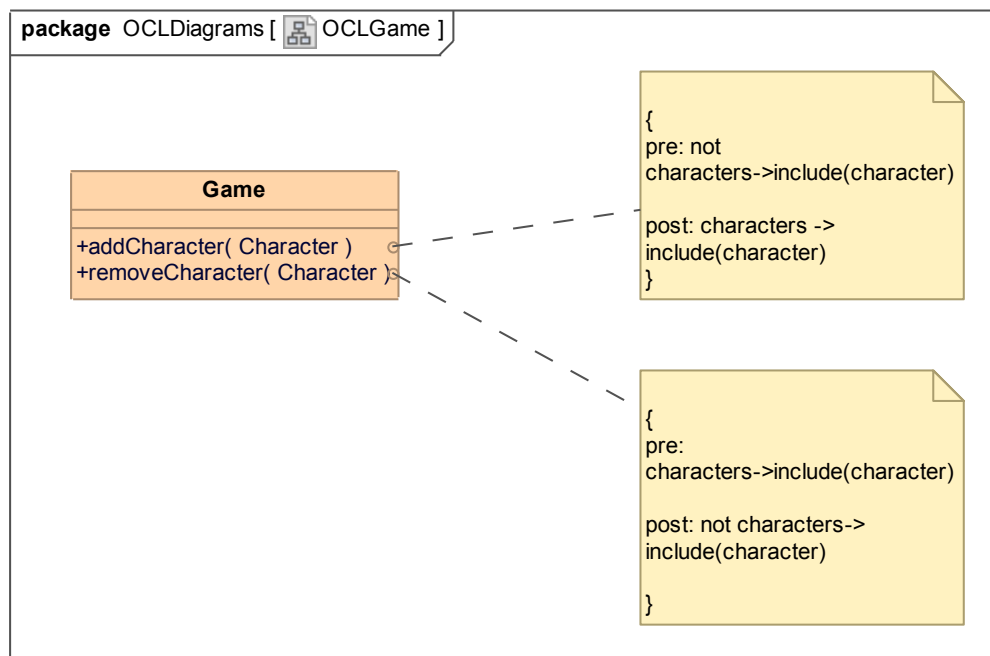 package OCLDiagrams [ OCLGame ]
Game
+addCharacter( Character )
+removeCharacter( Character )
{
pre: not
characters->include(character)
post: characters ->
include(character)
}
{
pre:
characters->include(character)
post: not characters->
include(character)
}